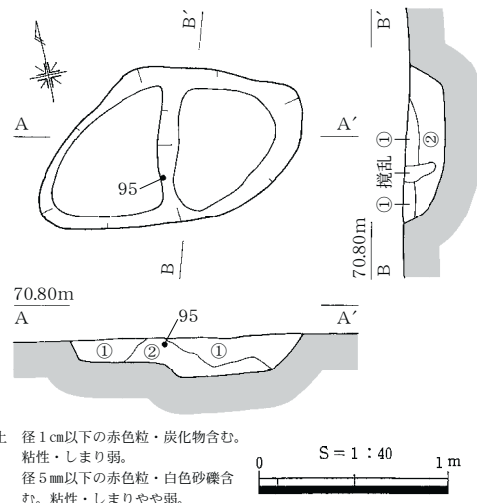 B′
B′
A
A′
①
②
95
撹乱
①
B
70.80m
B
70.80m
A
A′
95
①
②
①
土 径1㎝以下の赤色粒・炭化物含む。
粘性・しまり弱。
径5㎜以下の赤色粒・白色砂礫含
む。粘性・しまりやや弱。
S=1:40
0 1m